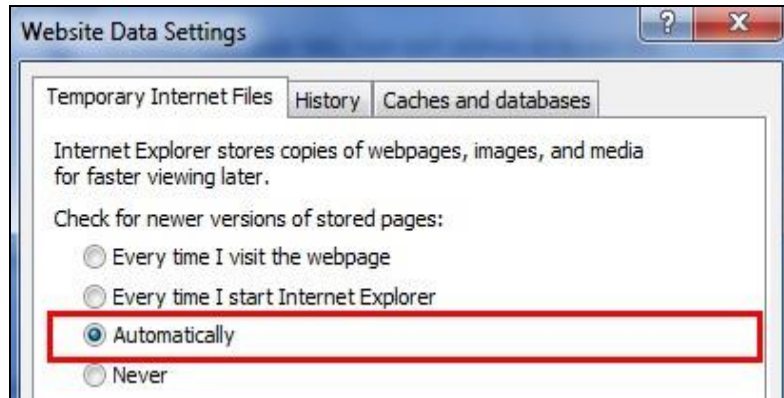 Website Data Settings
?
X
Temporary Internet Files History Caches and databases
Internet Explorer stores copies of webpages, images, and media
for faster viewing later.
Check for newer versions of stored pages:
Every time I visit the webpage
Every time I start Internet Explorer
Automatically
Never